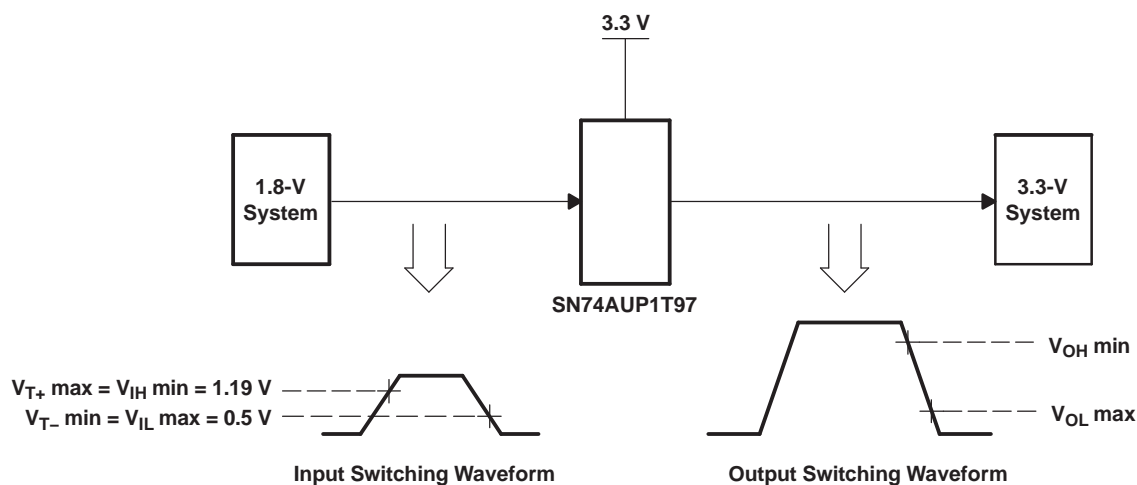 3.3 V
1.8-V
System
3.3-V
System
SN74AUP1T97
VT+ max = VIH min = 1.19 V
VT– min = VIL max = 0.5 V
VOH min
VOL max
Input Switching Waveform
Output Switching Waveform